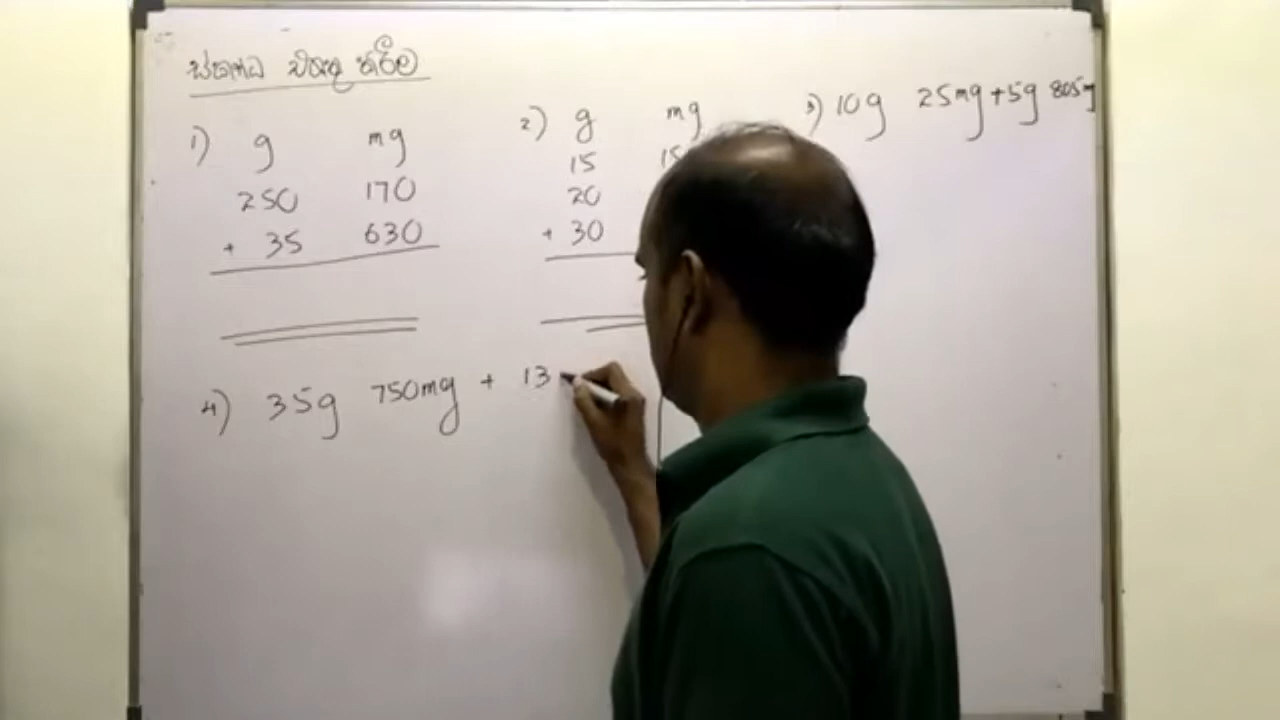 1) g mg
250 170
+ 35 630
2) g mg
15 15
20
+ 30
3) 10g 25mg+5g 805mg
4) 35g 750mg + 13